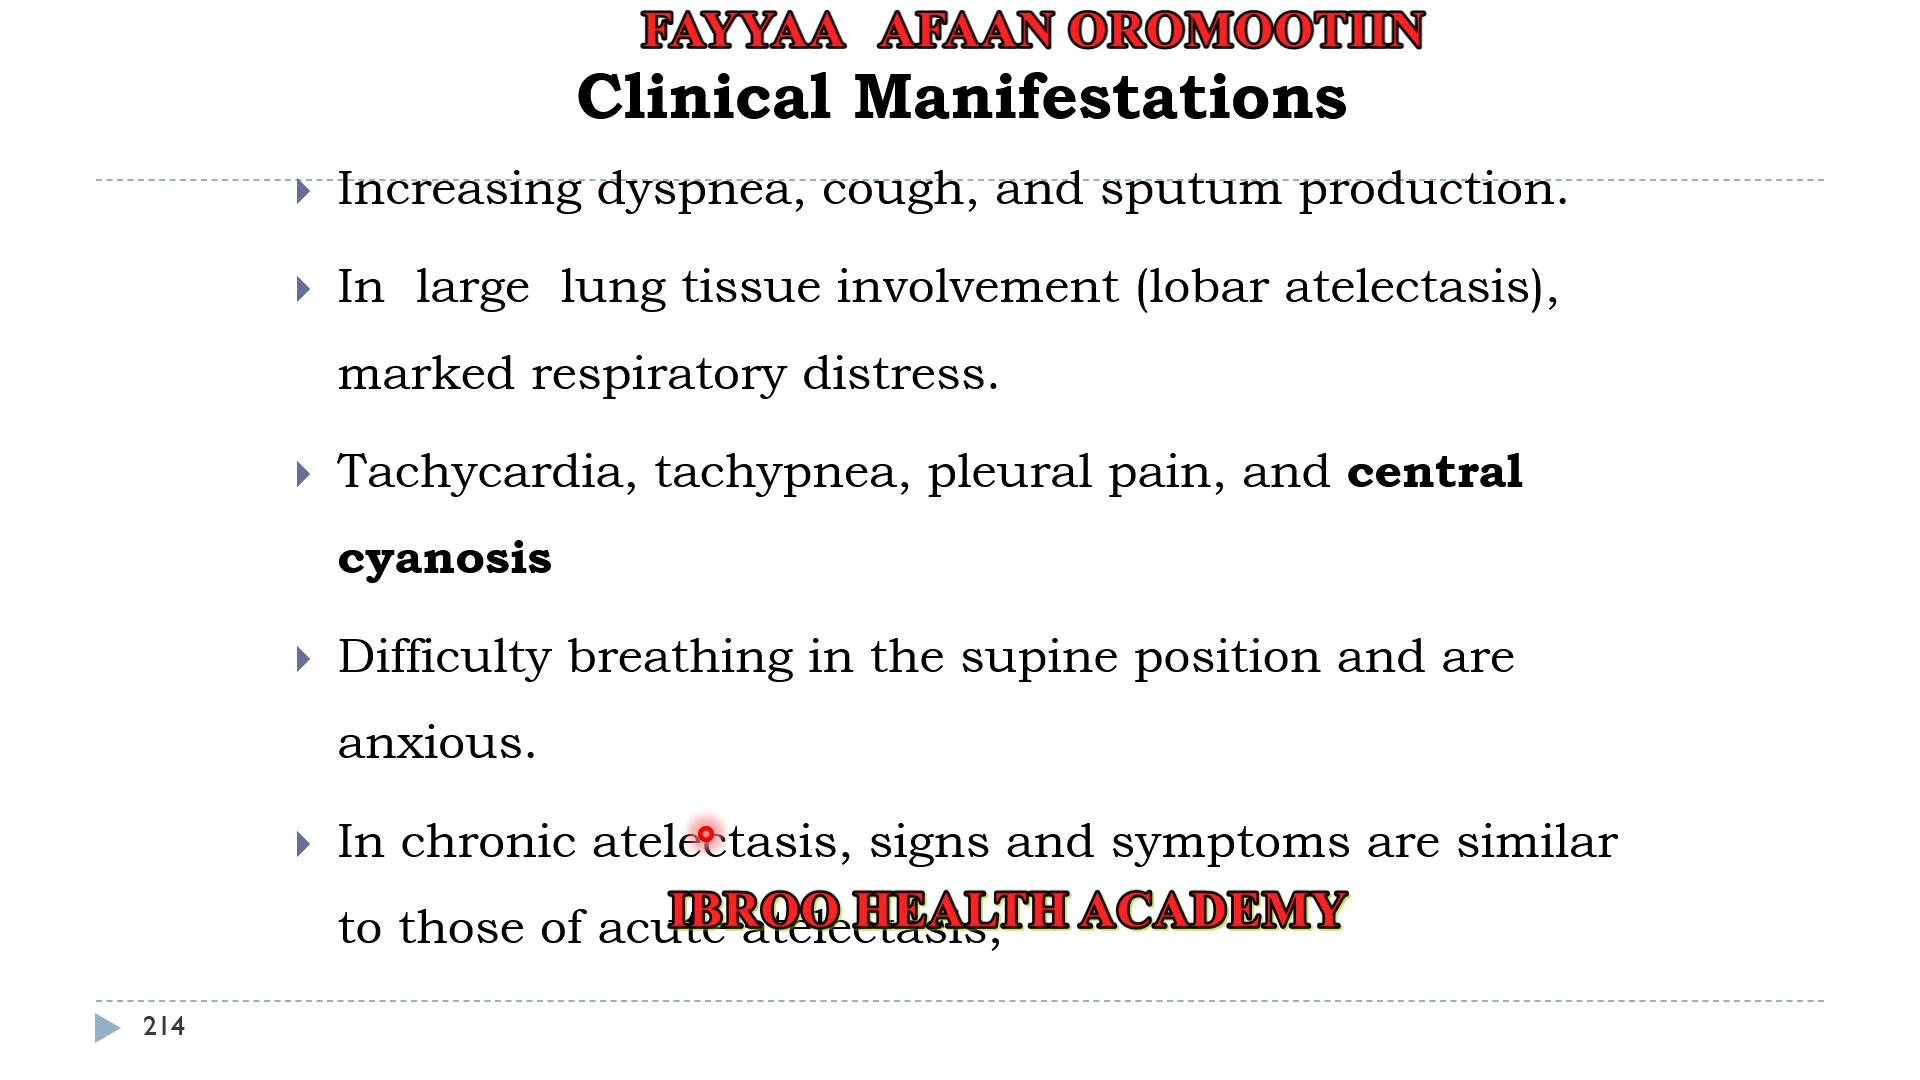 FAYYAA AFAAN OROMOOTIIN
Clinical Manifestations
Increasing dyspnea, cough, and sputum production.
In large lung tissue involvement (lobar atelectasis),
marked respiratory distress.
Tachycardia, tachypnea, pleural pain, and central
cyanosis
Difficulty breathing in the supine position and are
anxious.
In chronic atelectasis, signs and symptoms are similar
to those of acute atelectasis,
IBROO HEALTH ACADEMY
214